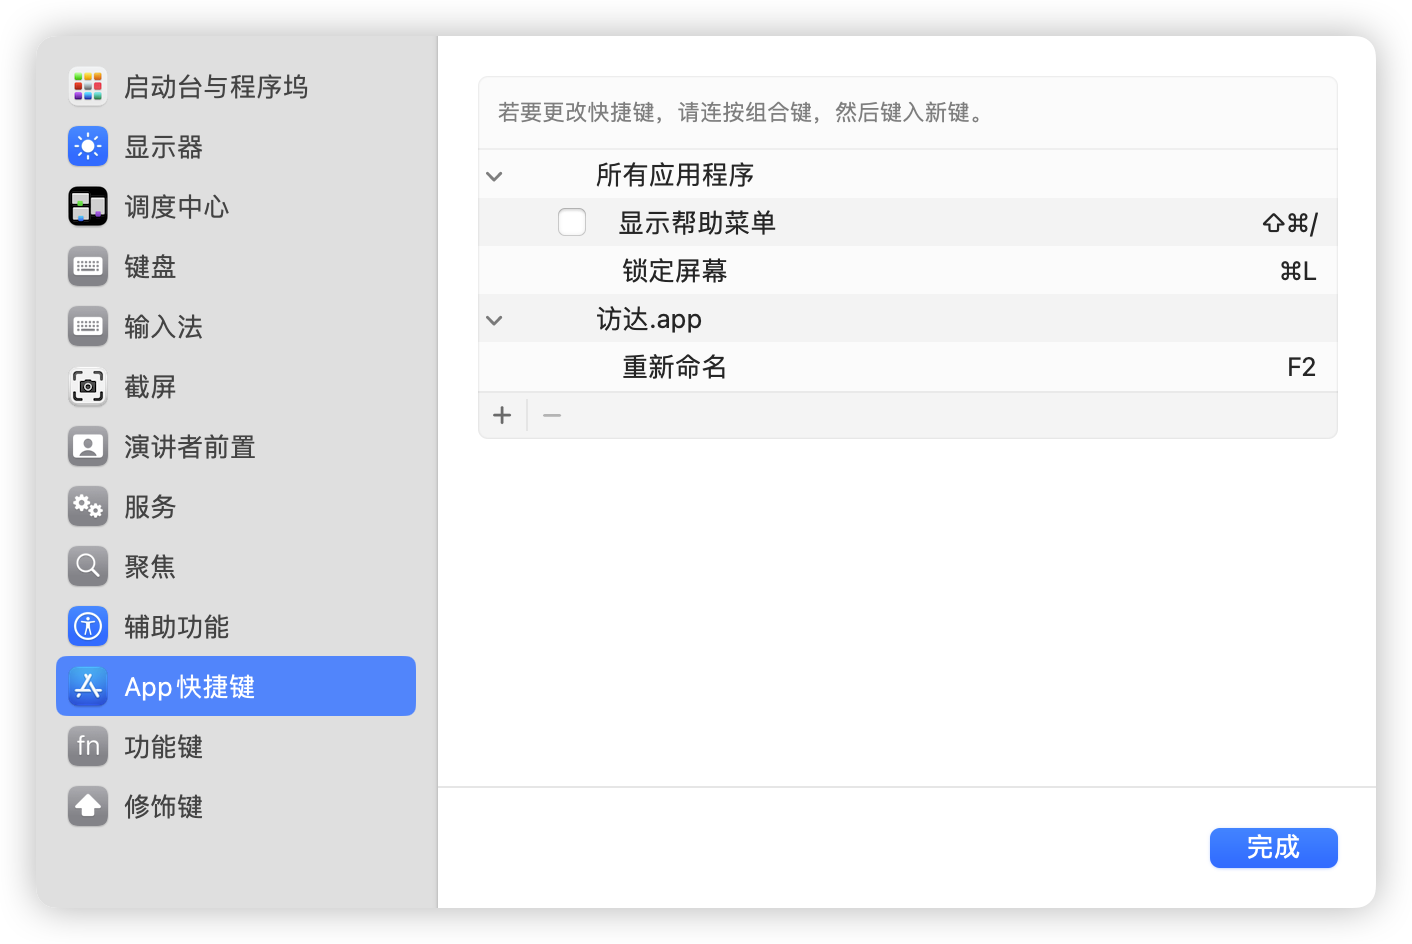 启动台与程序坞
显示器
调度中心
键盘
输入法
截屏
演讲者前置
服务
聚焦
辅助功能
App快捷键
fn 功能键
修饰键
若要更改快捷键，请连按组合键，然后键入新键。
所有应用程序
显示帮助菜单 ⇧⌘/
锁定屏幕 ⌘L
访达.app
重新命名 F2
+ −
完成